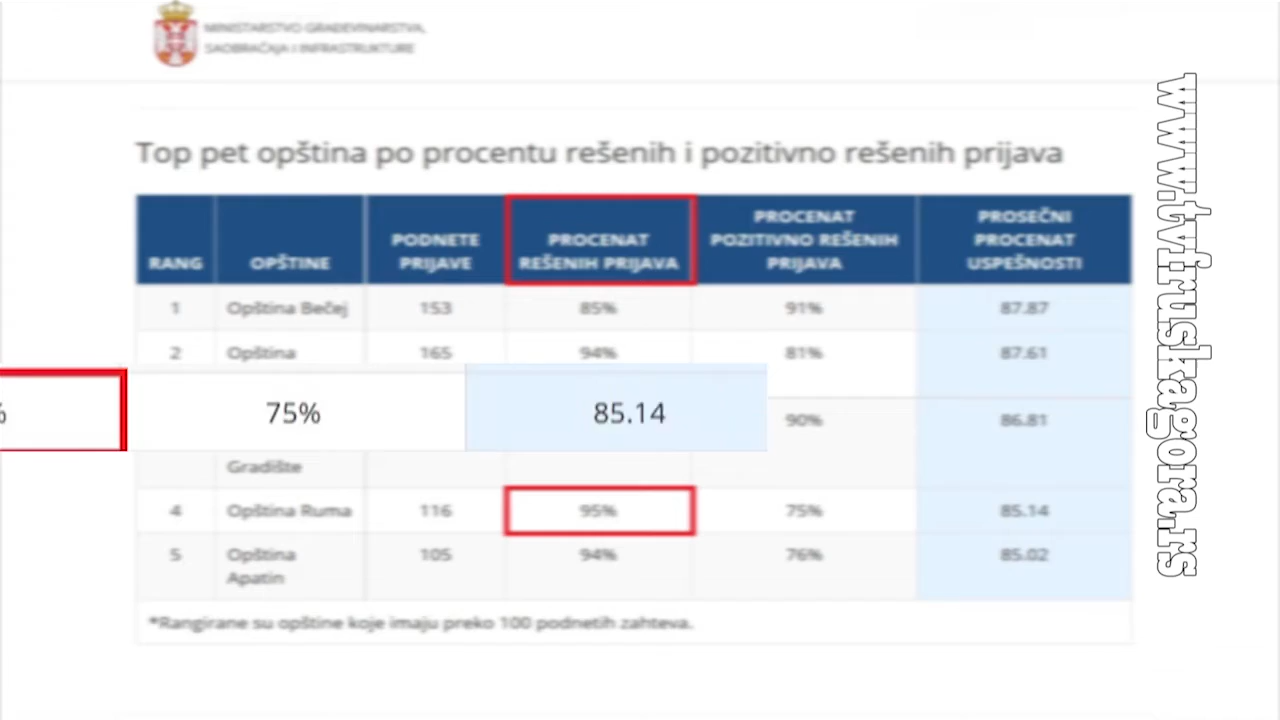 MINISTARSTVO GRAĐEVINARSTVA,
SAOBRAĆAJA I INFRASTRUKTURE
Top pet opština po procentu rešenih i pozitivno rešenih prijava
RANG OPŠTINE PODNETE PRIJAVE PROCENAT REŠENIH PRIJAVA PROCENAT POZITIVNO REŠENIH PRIJAVA PROSEČNI PROCENAT USPEŠNOSTI
1 Opština Bečej 153 85% 91% 87.87
2 Opština 165 94% 81% 87.61
% 75% 85.14
90% 86.81
Gradište
4 Opština Ruma 116 95% 75% 85.14
5 Opština Apatin 105 94% 76% 85.02
*Rangirane su opštine koje imaju preko 100 podnetih zahteva.
www.tvfruskagora.rs